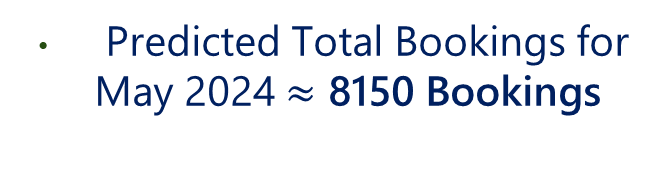 • Predicted Total Bookings for
May 2024 ≈ 8150 Bookings